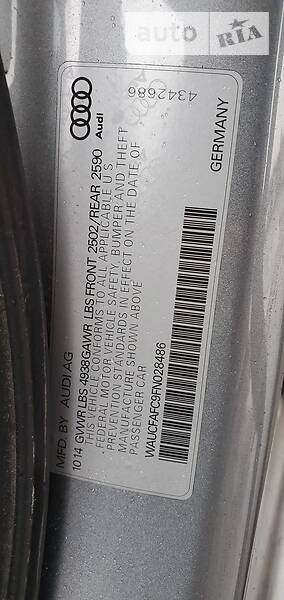 auto RIA
MFD. BY AUDI AG
Audi
10 14 GVWR LBS 4938 GAWR LBS FRONT 2502/REAR 2590
THIS VEHICLE CONFORMS TO ALL APPLICABLE
FEDERAL MOTOR VEHICLE SAFETY, BUMPER AND THEFT
PREVENTION STANDARDS IN EFFECT ON THE DATE OF
MANUFACTURE SHOWN ABOVE
PASSENGER CAR
WAUCFAFC9FN028486
4342686
GERMANY